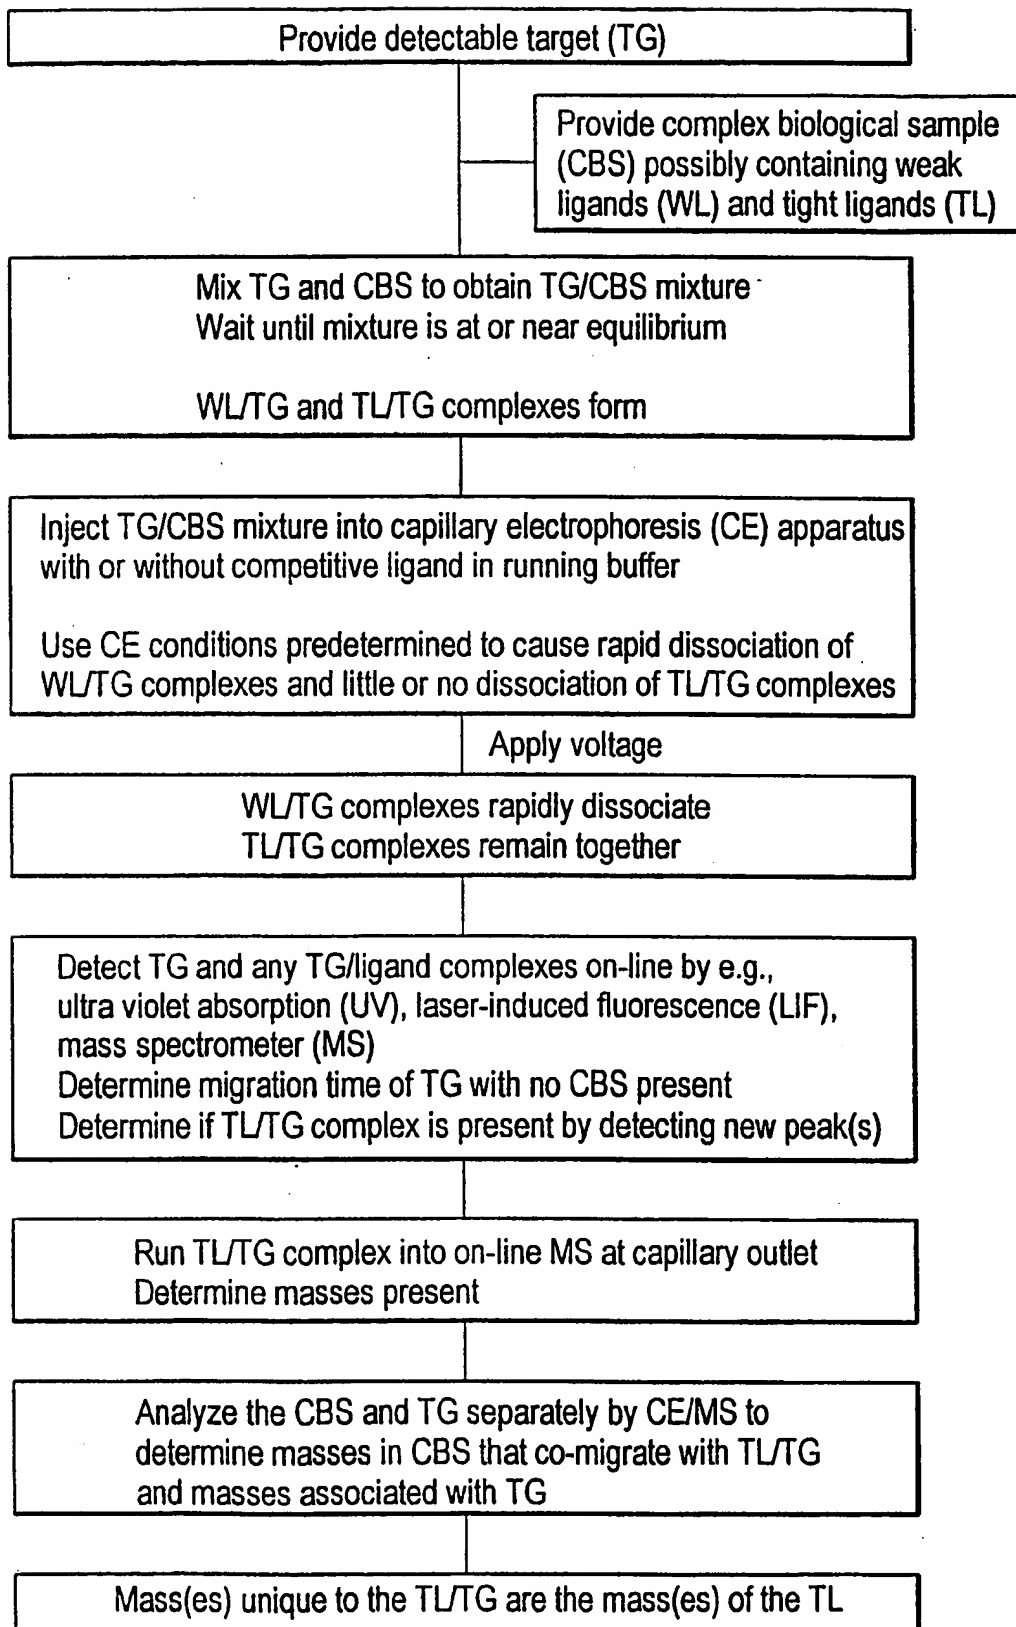 Provide detectable target (TG)
Provide complex biological sample
(CBS) possibly containing weak
ligands (WL) and tight ligands (TL)
Mix TG and CBS to obtain TG/CBS mixture
Wait until mixture is at or near equilibrium
WL/TG and TL/TG complexes form
Inject TG/CBS mixture into capillary electrophoresis (CE) apparatus
with or without competitive ligand in running buffer
Use CE conditions predetermined to cause rapid dissociation of
WL/TG complexes and little or no dissociation of TL/TG complexes
Apply voltage
WL/TG complexes rapidly dissociate
TL/TG complexes remain together
Detect TG and any TG/ligand complexes on-line by e.g.,
ultra violet absorption (UV), laser-induced fluorescence (LIF),
mass spectrometer (MS)
Determine migration time of TG with no CBS present
Determine if TL/TG complex is present by detecting new peak(s)
Run TL/TG complex into on-line MS at capillary outlet
Determine masses present
Analyze the CBS and TG separately by CE/MS to
determine masses in CBS that co-migrate with TL/TG
and masses associated with TG
Mass(es) unique to the TL/TG are the mass(es) of the TL